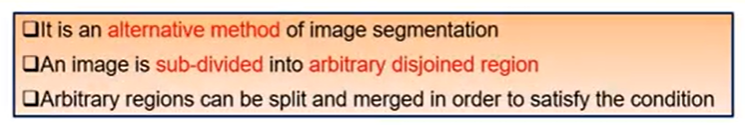 ❑It is an alternative method of image segmentation
❑An image is sub-divided into arbitrary disjoined region
❑Arbitrary regions can be split and merged in order to satisfy the condition